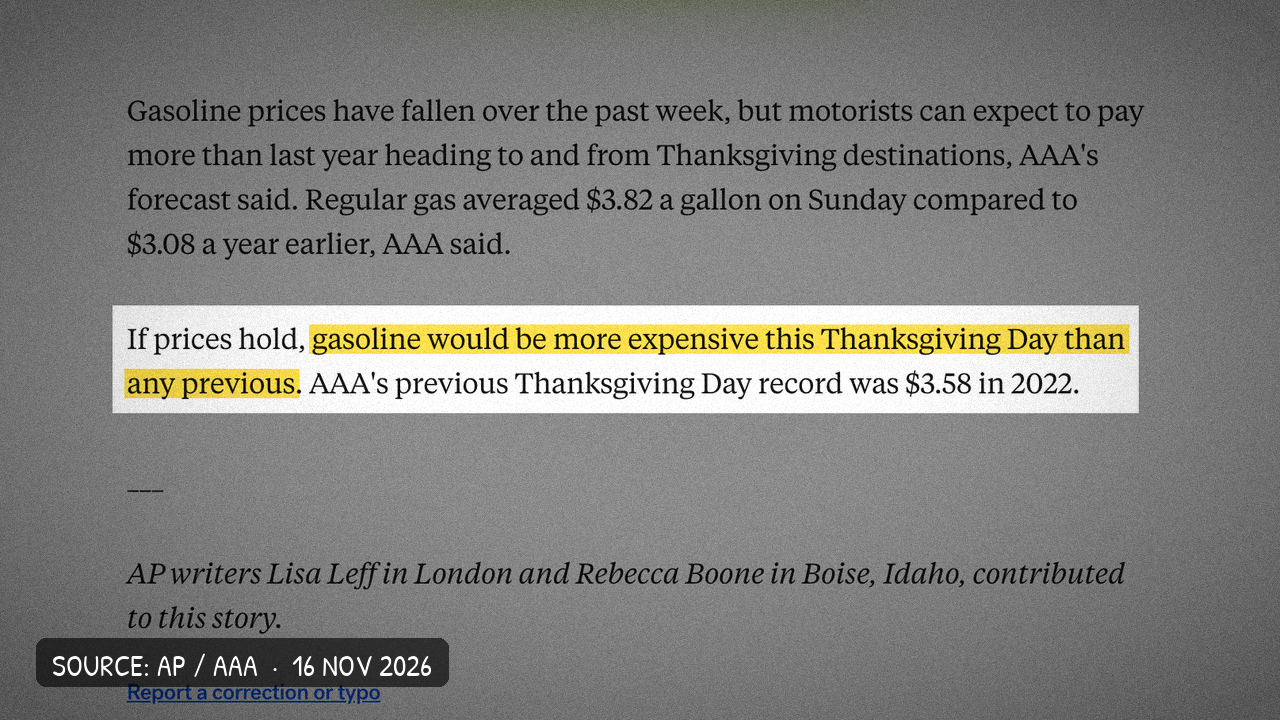 Gasoline prices have fallen over the past week, but motorists can expect to pay
more than last year heading to and from Thanksgiving destinations, AAA's
forecast said. Regular gas averaged $3.82 a gallon on Sunday compared to
$3.08 a year earlier, AAA said.
If prices hold, gasoline would be more expensive this Thanksgiving Day than
any previous. AAA's previous Thanksgiving Day record was $3.58 in 2022.
___
AP writers Lisa Leff in London and Rebecca Boone in Boise, Idaho, contributed
to this story.
SOURCE: AP / AAA · 16 NOV 2026
Report a correction or typo